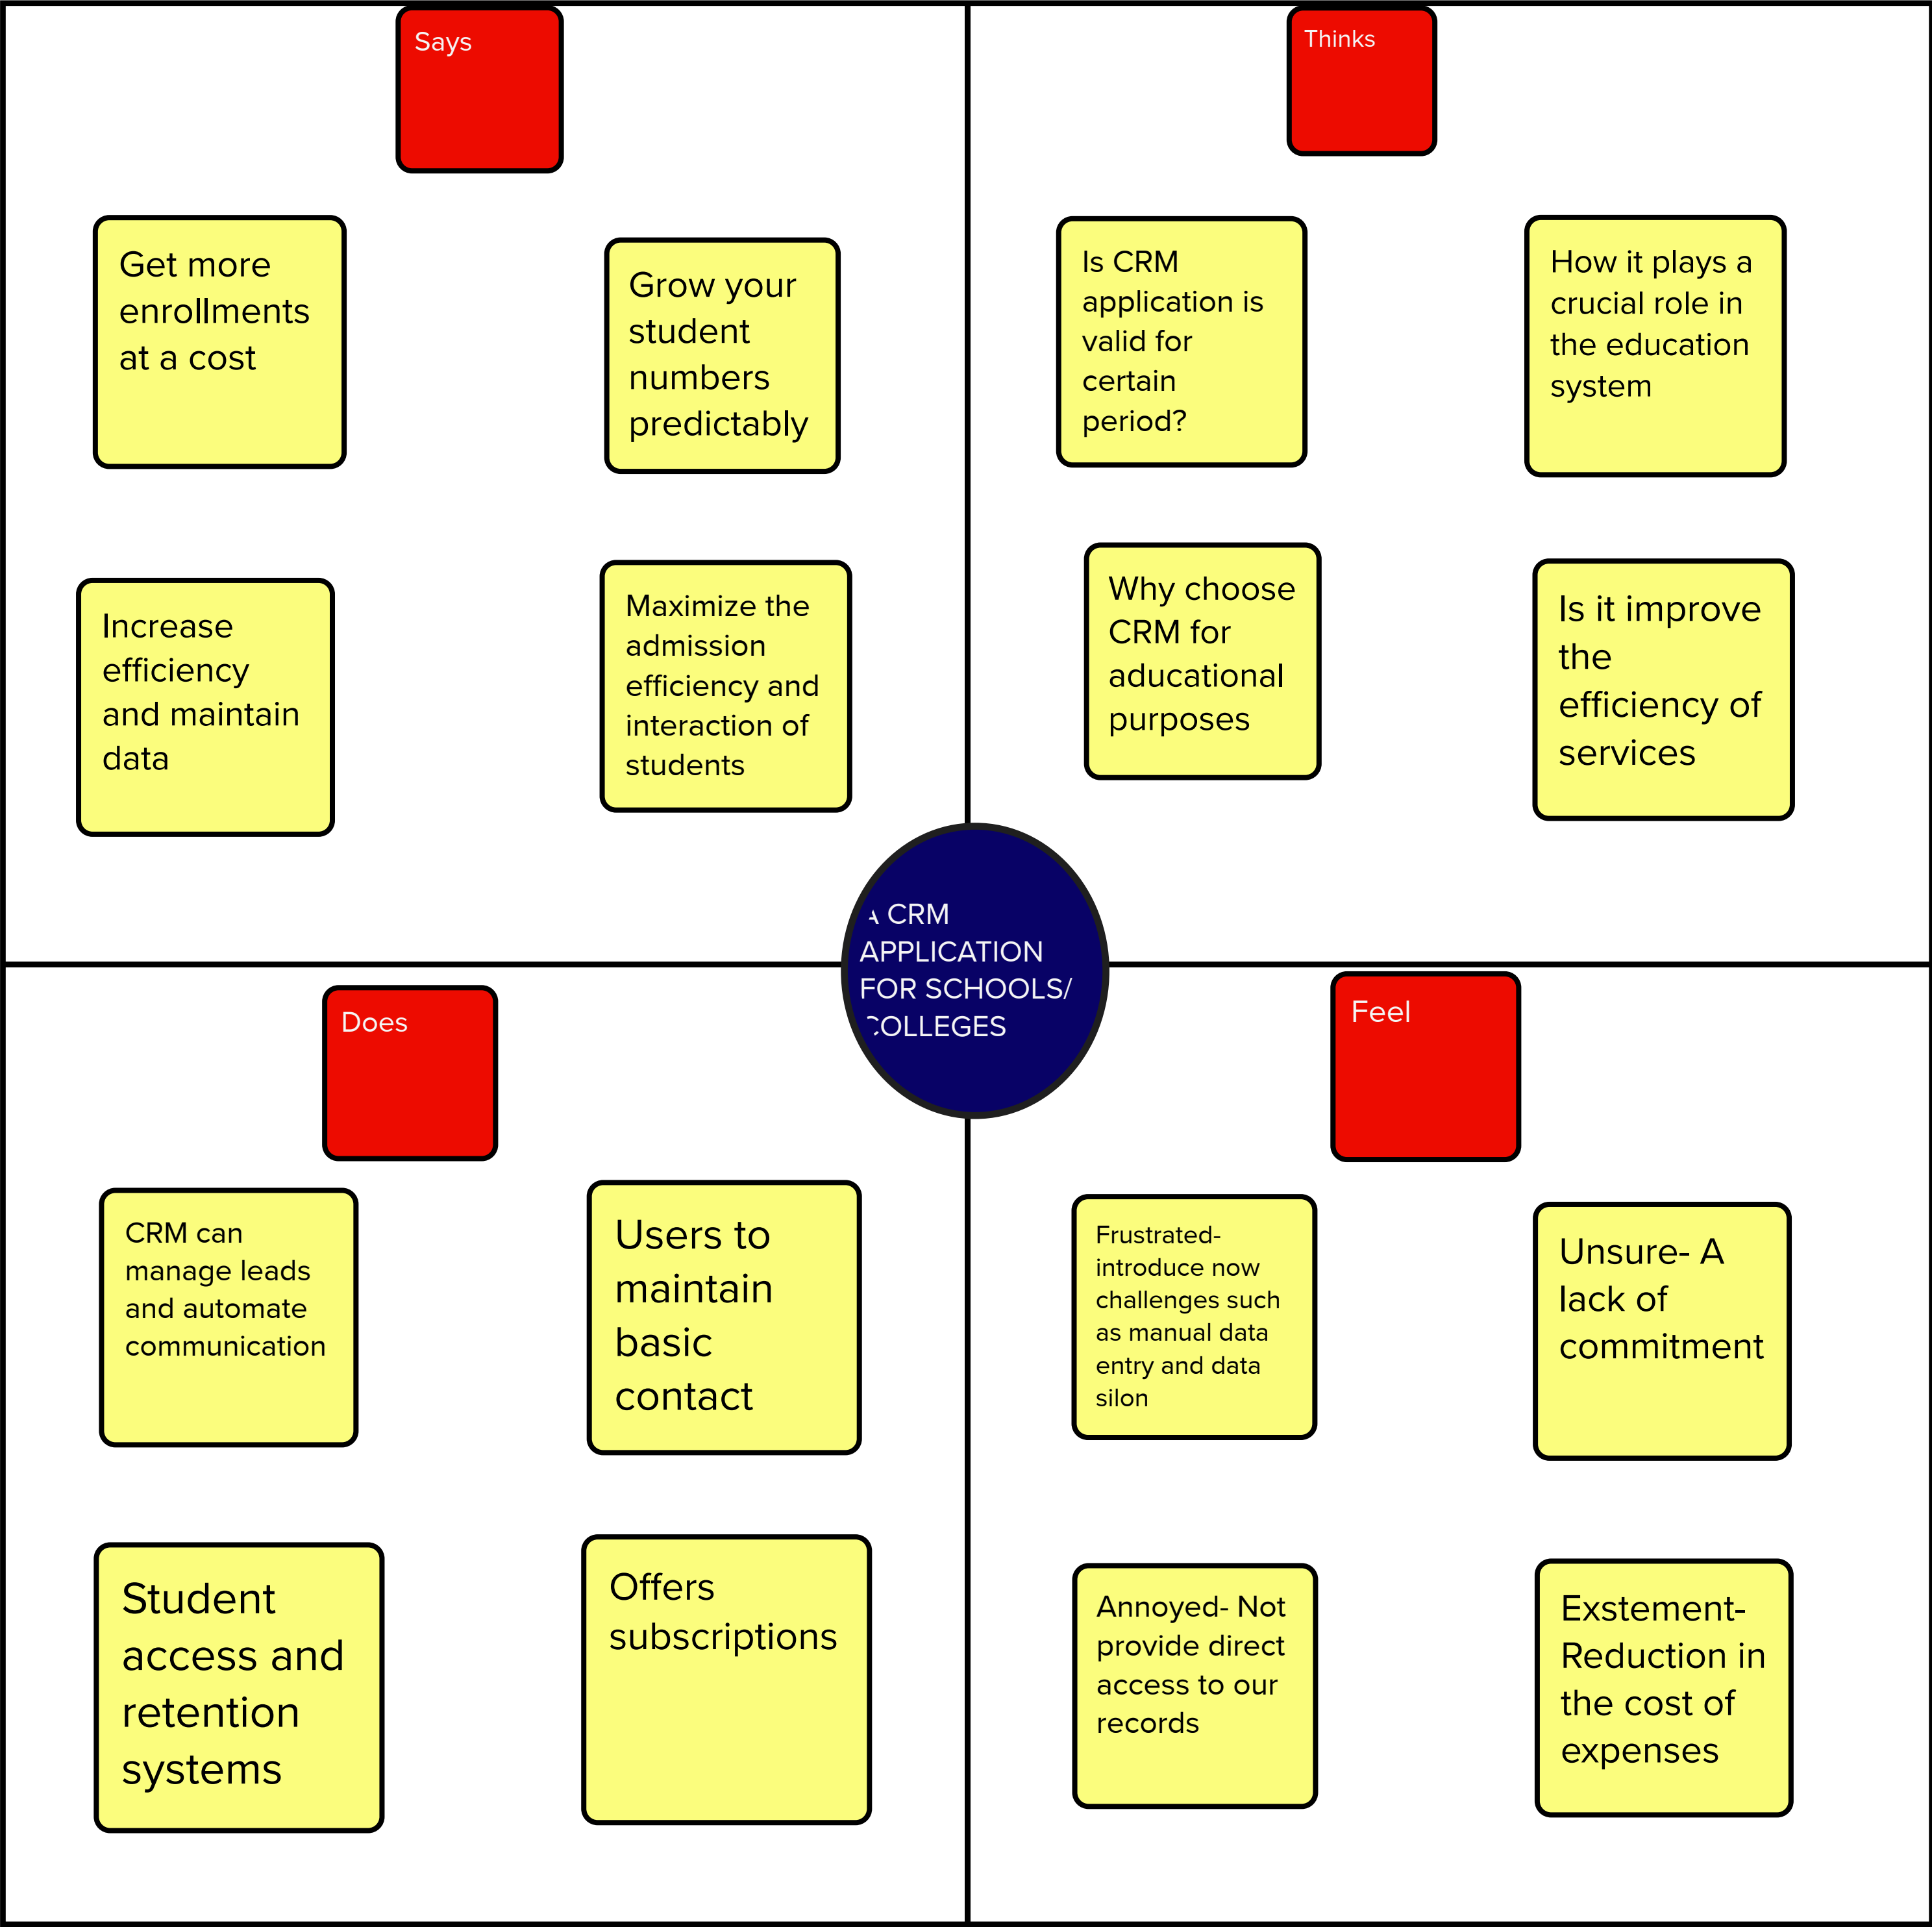 Says
Get more
enrollments
at a cost
Grow your
student
numbers
predictably
Increase
efficiency
and maintain
data
Maximize the
admission
efficiency and
interaction of
students
Thinks
Is CRM
application is
valid for
certain
period?
How it plays a
crucial role in
the education
system
Why choose
CRM for
aducational
purposes
Is it improve
the
efficiency of
services
A CRM
APPLICATION
FOR SCHOOLS/
COLLEGES
Does
CRM can
manage leads
and automate
communication
Users to
maintain
basic
contact
Student
access and
retention
systems
Offers
subscriptions
Feel
Frustrated-
introduce now
challenges such
as manual data
entry and data
silon
Unsure- A
lack of
commitment
Annoyed- Not
provide direct
access to our
records
Exstement-
Reduction in
the cost of
expenses